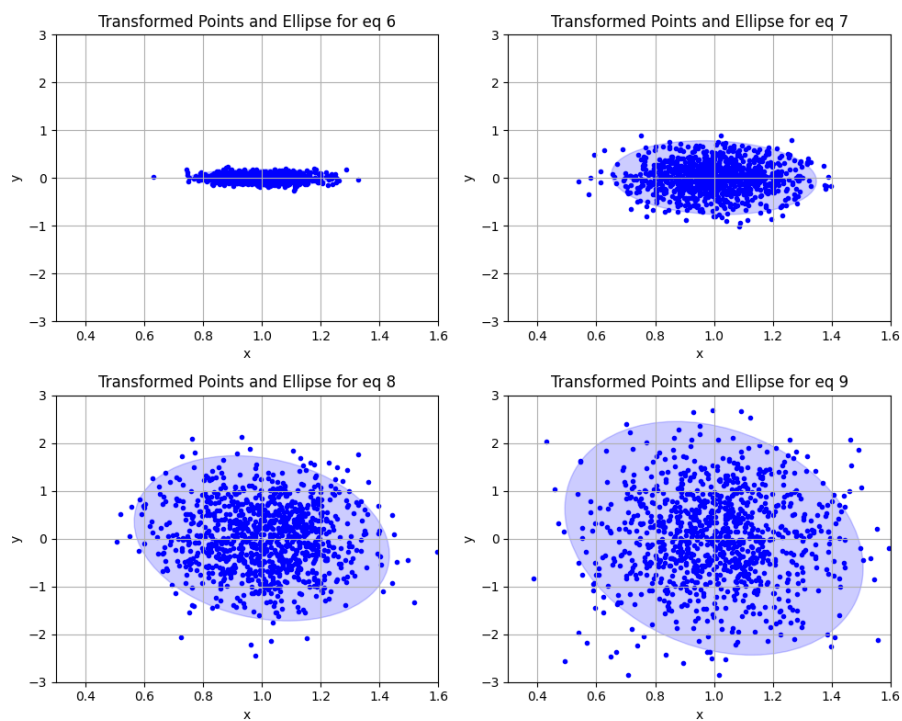 Transformed Points and Ellipse for eq 6
3
2
1
0
−1
−2
−3
y
0.4 0.6 0.8 1.0 1.2 1.4 1.6
x
Transformed Points and Ellipse for eq 7
3
2
1
0
−1
−2
−3
y
0.4 0.6 0.8 1.0 1.2 1.4 1.6
x
Transformed Points and Ellipse for eq 8
3
2
1
0
−1
−2
−3
y
0.4 0.6 0.8 1.0 1.2 1.4 1.6
x
Transformed Points and Ellipse for eq 9
3
2
1
0
−1
−2
−3
y
0.4 0.6 0.8 1.0 1.2 1.4 1.6
x